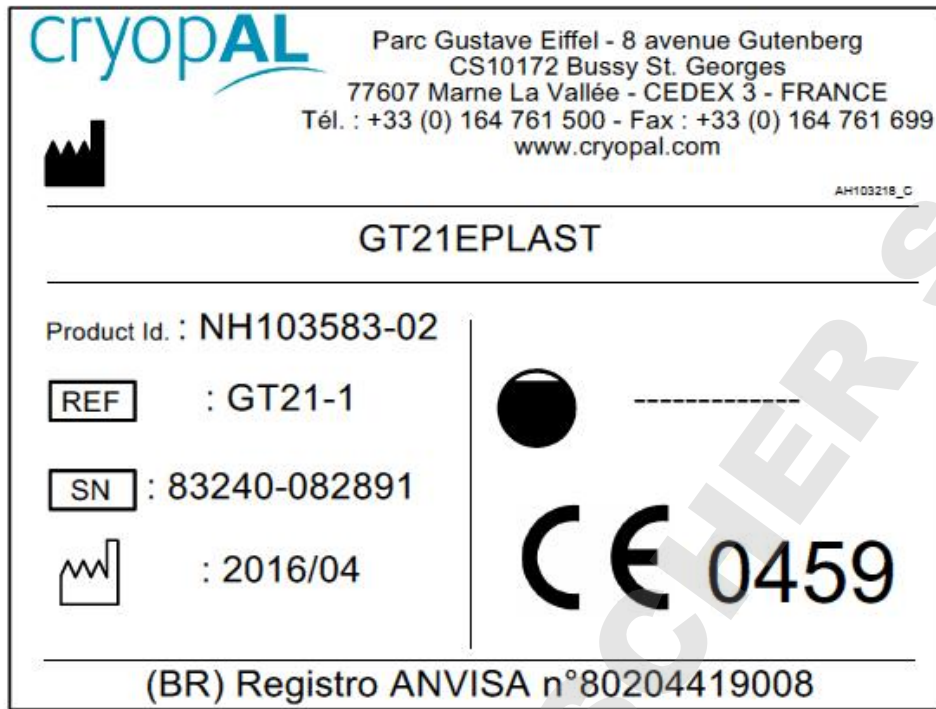 cryopAL
Parc Gustave Eiffel - 8 avenue Gutenberg
CS10172 Bussy St. Georges
77607 Marne La Vallée - CEDEX 3 - FRANCE
Tél. : +33 (0) 164 761 500 - Fax : +33 (0) 164 761 699
www.cryopal.com
AH103218_C
GT21EPLAST
Product Id. : NH103583-02
REF : GT21-1
-------------
SN : 83240-082891
: 2016/04
CE 0459
(BR) Registro ANVISA n°80204419008